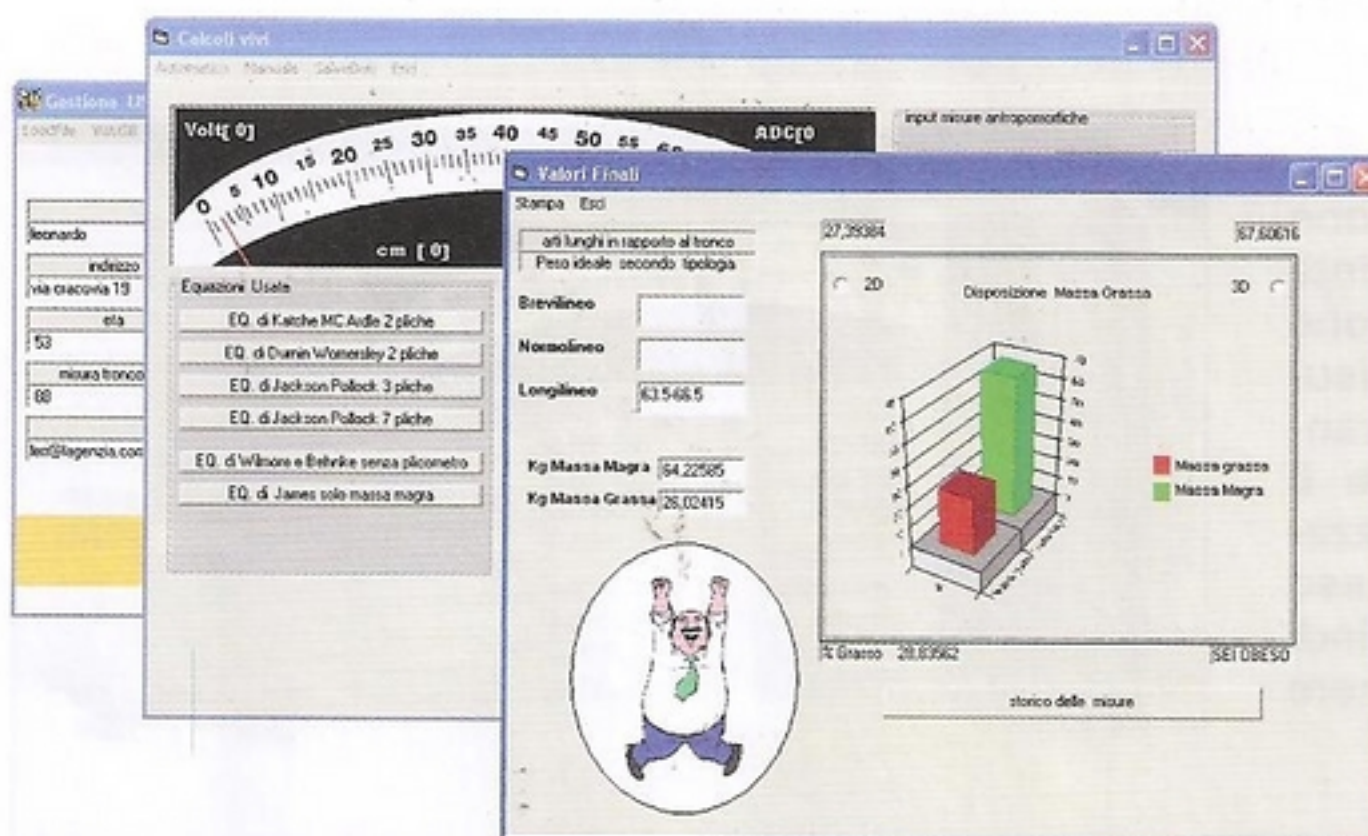 Calcoli vivi
Automatico Manuale SalvaDati Esci
Gestione
LoadFile
leonardo
indirizzo
via cracovia 19
eta
53
misura tronco
88
Volt[ 0]
ADC[0
0 5 10 15 20 25 30 35 40 45 50 55
cm [ 0]
input misure antropomorfiche
Equazioni Usate
EQ. di Katche MC Ardle 2 pliche
EQ. di Durnin Womersley 2 pliche
EQ. di Jackson Pollock 3 pliche
EQ. di Jackson Pollock 7 pliche
EQ. di Wilmore e Behnke senza plicometro
EQ. di James solo massa magra
Valori Finali
Stampa Esci
arti lunghi in rapporto al tronco
Peso ideale secondo tipologia
Brevilineo
Normolineo
Longilineo
63.5-66.5
Kg Massa Magra 64,22585
Kg Massa Grassa 26,02415
27,39384
67,60616
2D
Disposizione Massa Grassa
3D
Massa grassa
Massa Magra
% Grasso 28,83562
SEI OBESO
storico delle misure